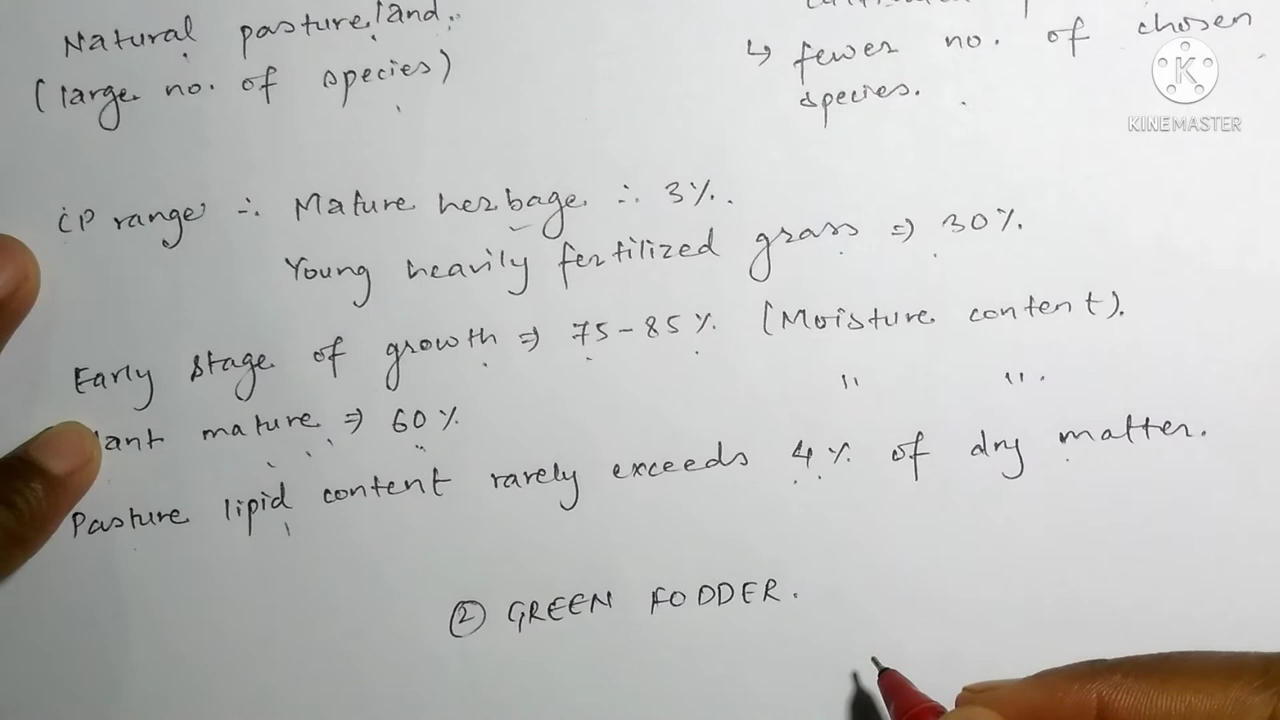 Natural pastureland.
(large no. of species)
↳ fewer no. of chosen
species.
KINEMASTER
CP range ∴ Mature herbage ∴ 3%.
Young heavily fertilized grass ⇒ 30%.
Early stage of growth ⇒ 75-85% (Moisture content).
lant mature ⇒ 60% " "
Pasture lipid content rarely exceeds 4% of dry matter.
② GREEN FODDER.